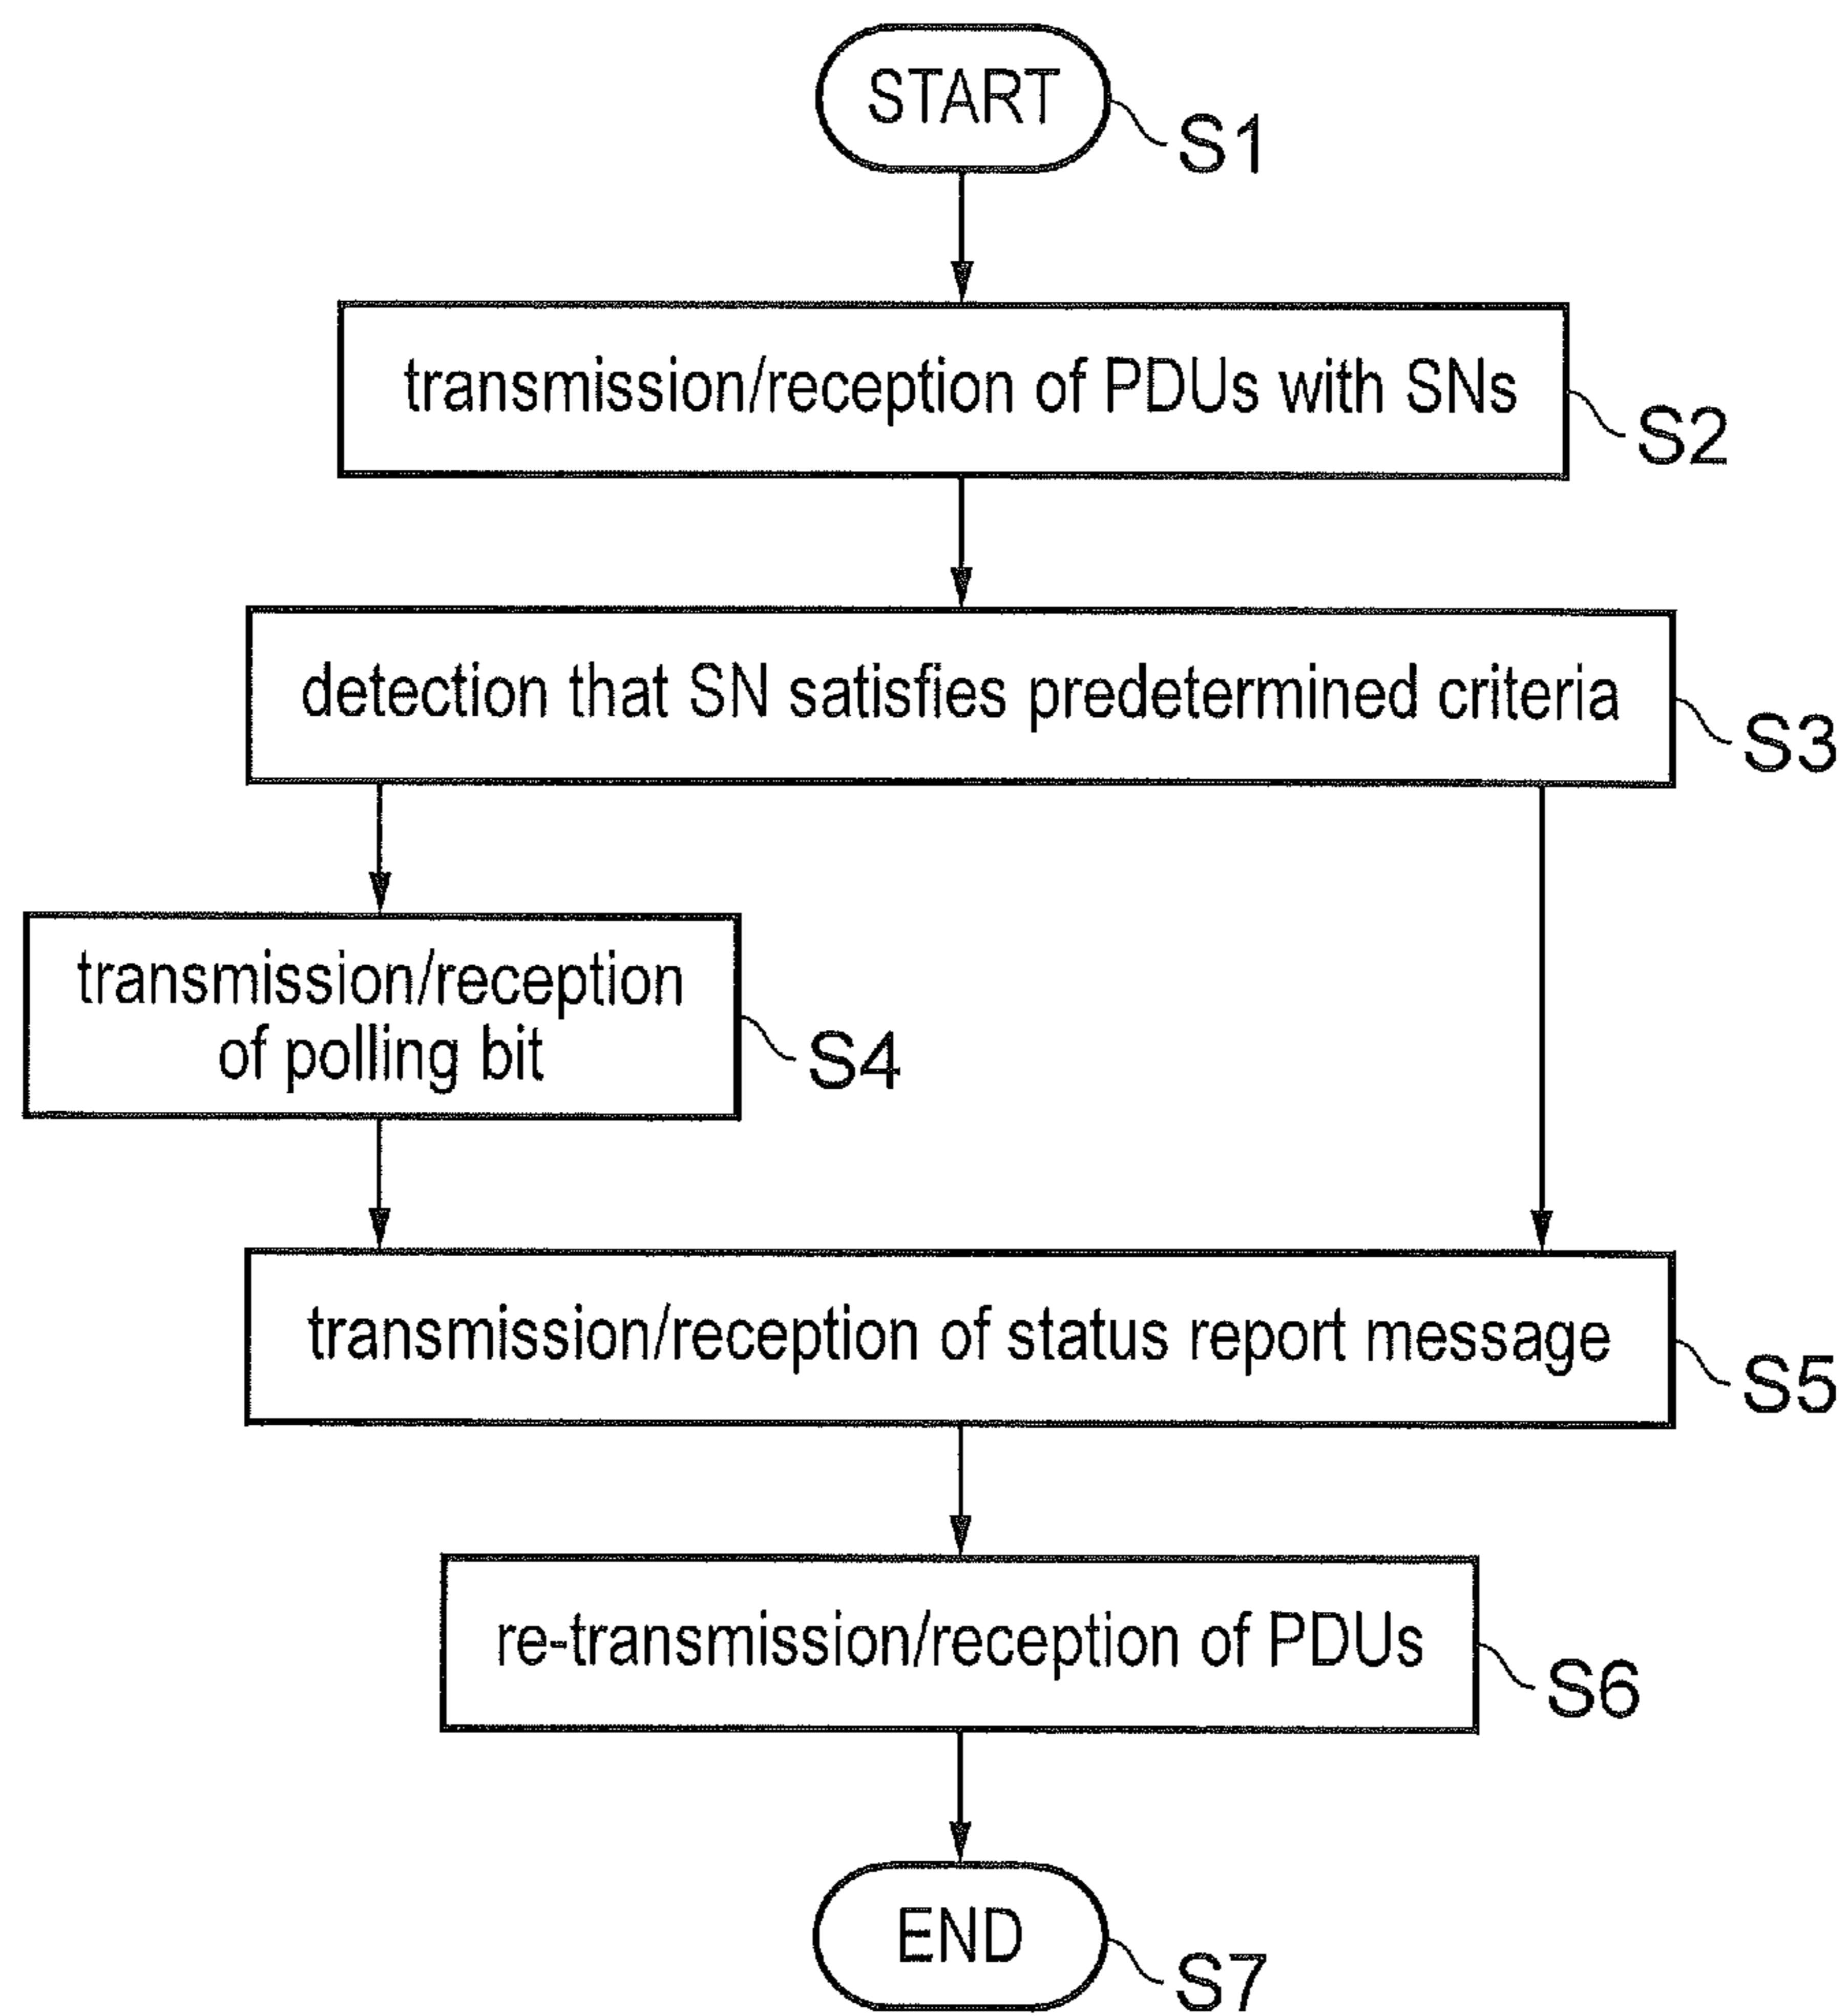 START
S1
transmission/reception of PDUs with SNs
S2
detection that SN satisfies predetermined criteria
S3
transmission/reception
of polling bit
S4
transmission/reception of status report message
S5
re-transmission/reception of PDUs
S6
END
S7